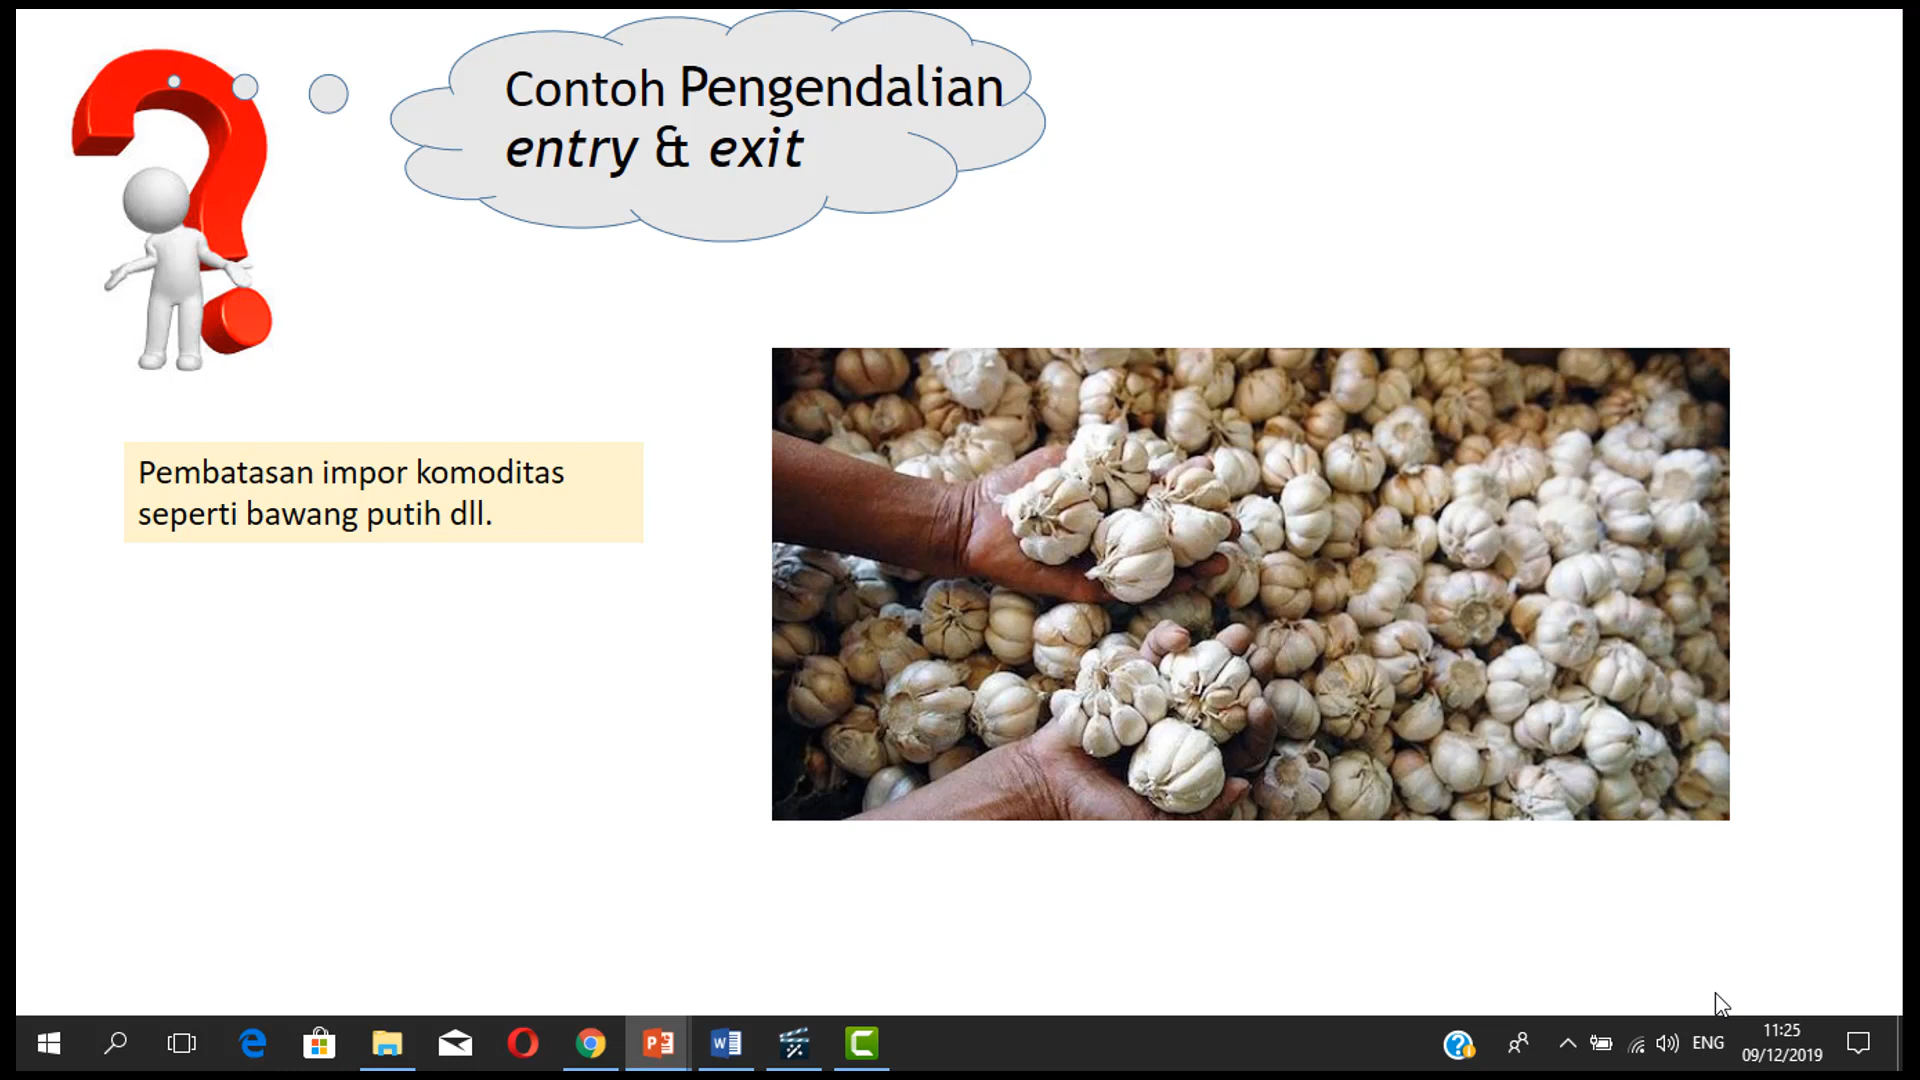 Contoh Pengendalian
entry & exit
Pembatasan impor komoditas
seperti bawang putih dll.
ENG
11:25
09/12/2019